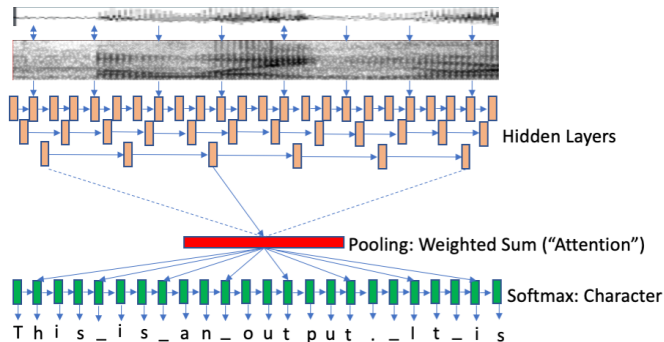 Hidden Layers
Pooling: Weighted Sum (“Attention”)
Softmax: Character
T h i s _ i s _ a n _ o u t p u t . _ I t _ i s